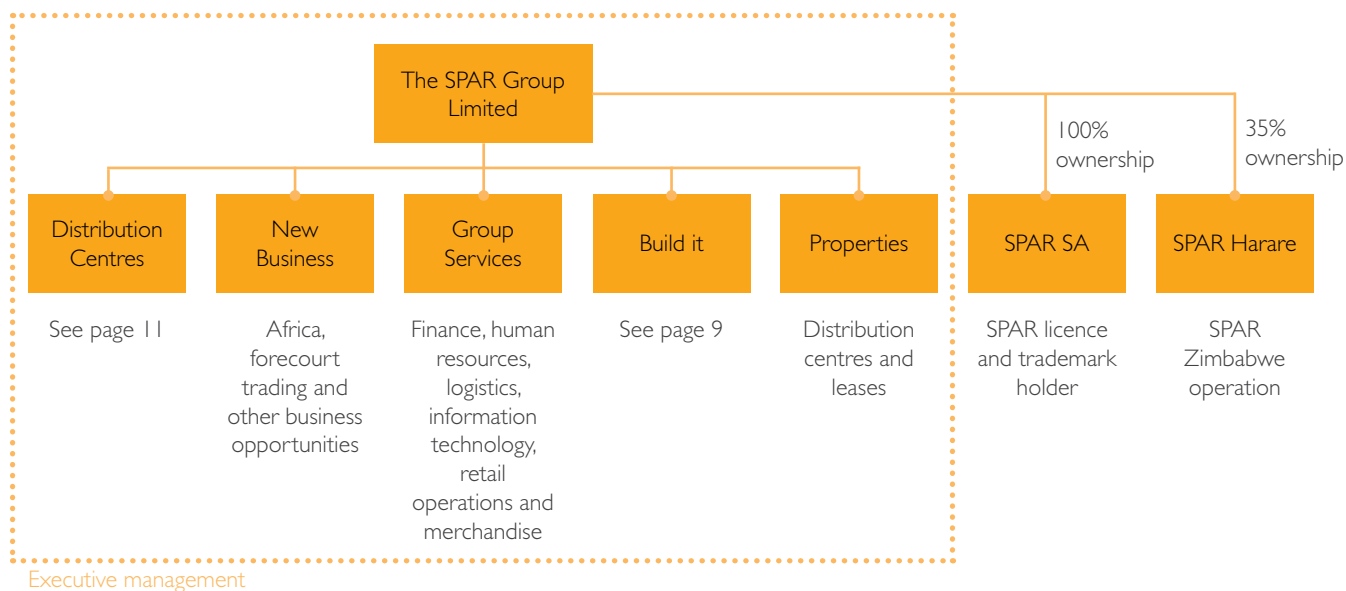 The SPAR Group
Limited
100%
ownership
35%
ownership
Distribution
Centres
New
Business
Group
Services
Build it
Properties
SPAR SA
SPAR Harare
See page 11
Africa,
forecourt
trading and
other business
opportunities
Finance, human
resources,
logistics,
information
technology,
retail
operations and
merchandise
See page 9
Distribution
centres and
leases
SPAR licence
and trademark
holder
SPAR
Zimbabwe
operation
Executive management